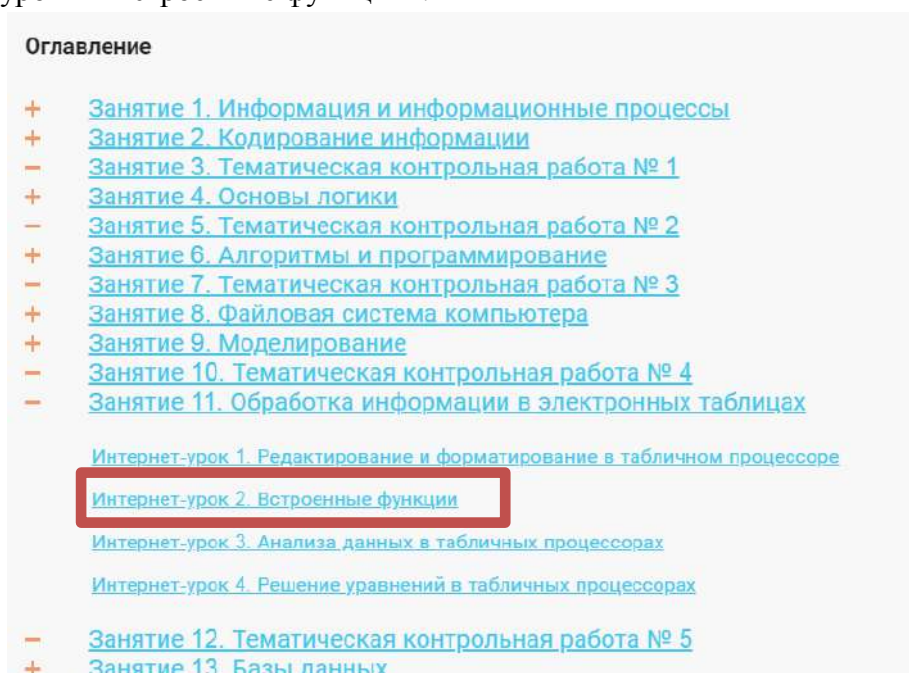 Оглавление
+ Занятие 1. Информация и информационные процессы
+ Занятие 2. Кодирование информации
− Занятие 3. Тематическая контрольная работа № 1
+ Занятие 4. Основы логики
− Занятие 5. Тематическая контрольная работа № 2
+ Занятие 6. Алгоритмы и программирование
− Занятие 7. Тематическая контрольная работа № 3
+ Занятие 8. Файловая система компьютера
+ Занятие 9. Моделирование
− Занятие 10. Тематическая контрольная работа № 4
− Занятие 11. Обработка информации в электронных таблицах
Интернет-урок 1. Редактирование и форматирование в табличном процессоре
Интернет-урок 2. Встроенные функции
Интернет-урок 3. Анализа данных в табличных процессорах
Интернет-урок 4. Решение уравнений в табличных процессорах
− Занятие 12. Тематическая контрольная работа № 5
+ Занятие 13. Базы данных